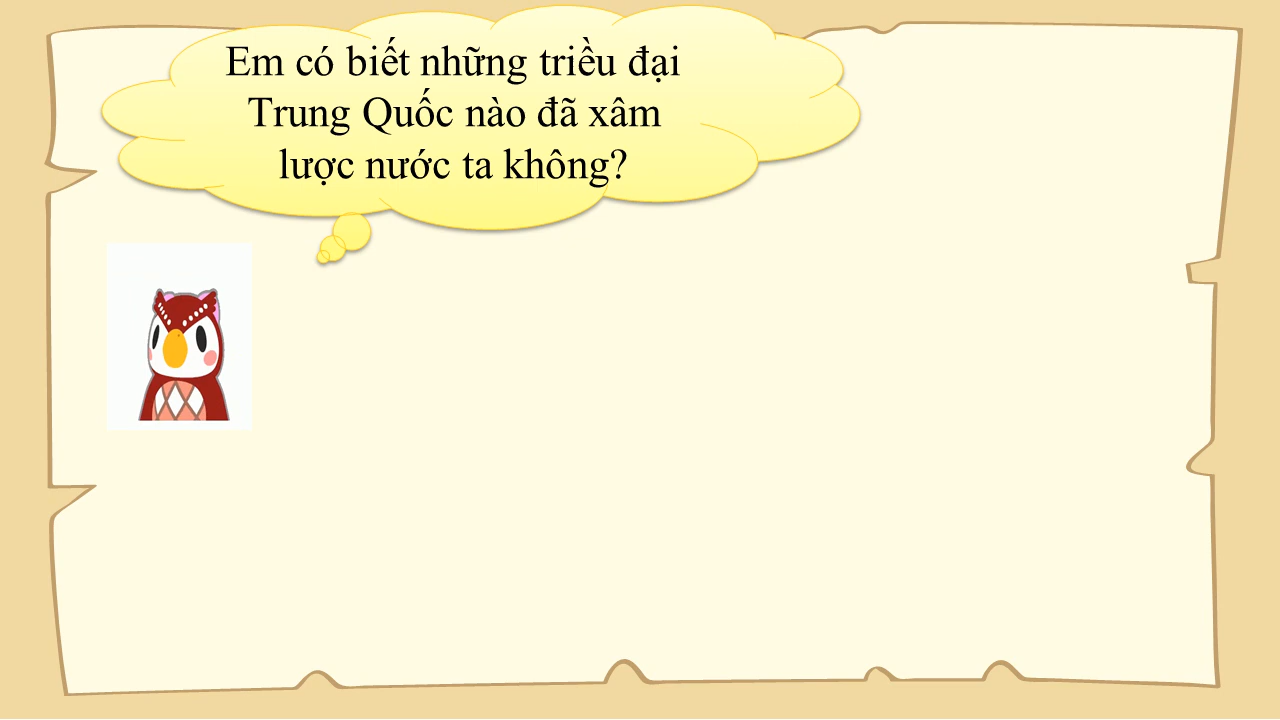 Em có biết những triều đại
Trung Quốc nào đã xâm
lược nước ta không?